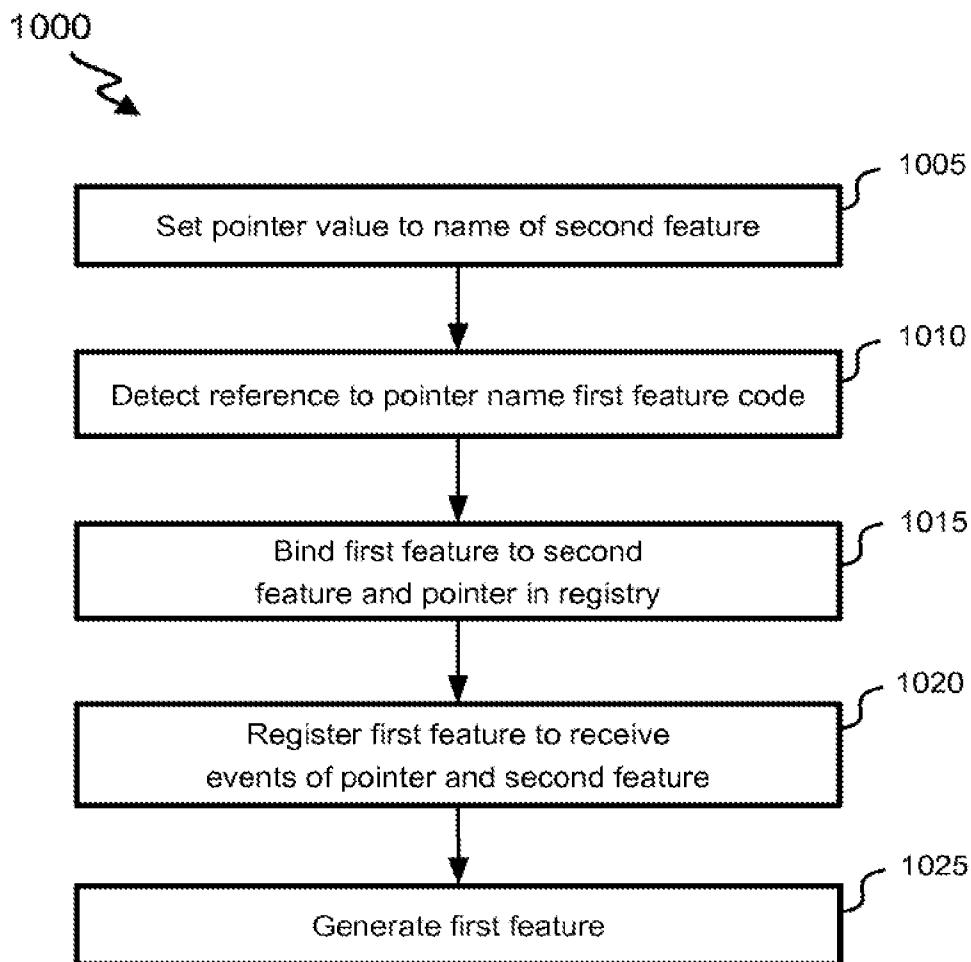 1000
1005
Set pointer value to name of second feature
1010
Detect reference to pointer name first feature code
1015
Bind first feature to second
feature and pointer in registry
1020
Register first feature to receive
events of pointer and second feature
1025
Generate first feature